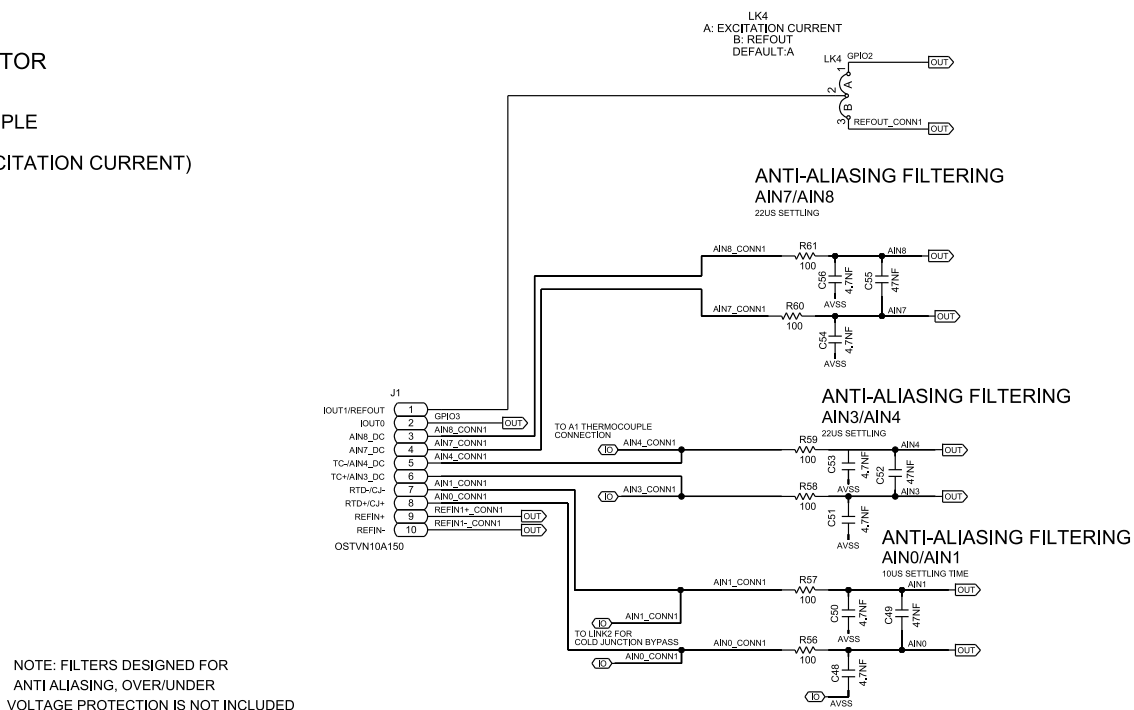 TOR
PLE
CITATION CURRENT)
LK4
A: EXCITATION CURRENT
B: REFOUT
DEFAULT:A
LK4
GPIO2
OUT
1
A
2
B
3
REFOUT_CONN1
OUT
ANTI-ALIASING FILTERING
AIN7/AIN8
22US SETTLING
AIN8_CONN1
R61
100
AIN8
OUT
C56
4.7NF
AVSS
C55
47NF
AIN7_CONN1
R60
100
AIN7
OUT
C54
4.7NF
AVSS
J1
IOUT1/REFOUT 1
IOUT0 2 GPIO3 OUT
AIN8_DC 3 AIN8_CONN1
AIN7_DC 4 AIN7_CONN1
TC-/AIN4_DC 5 AIN4_CONN1
TC+/AIN3_DC 6
RTD-/CJ- 7 AIN1_CONN1
RTD+/CJ+ 8 AIN0_CONN1
REFIN+ 9 REFIN1+_CONN1 OUT
REFIN- 10 REFIN1-_CONN1 OUT
OSTVN10A150
ANTI-ALIASING FILTERING
AIN3/AIN4
22US SETTLING
TO A1 THERMOCOUPLE
CONNECTION
IO
AIN4_CONN1
R59
100
AIN4
OUT
C53
4.7NF
AVSS
C52
47NF
IO
AIN3_CONN1
R58
100
AIN3
OUT
C51
4.7NF
AVSS
ANTI-ALIASING FILTERING
AIN0/AIN1
10US SETTLING TIME
AIN1_CONN1
R57
100
AIN1
OUT
C50
4.7NF
AVSS
C49
47NF
IO
AIN1_CONN1
TO LINK2 FOR
COLD JUNCTION BYPASS
IO
AIN0_CONN1
AIN0_CONN1
R56
100
AIN0
OUT
C48
4.7NF
IO
AVSS
NOTE: FILTERS DESIGNED FOR
ANTI ALIASING, OVER/UNDER
VOLTAGE PROTECTION IS NOT INCLUDED